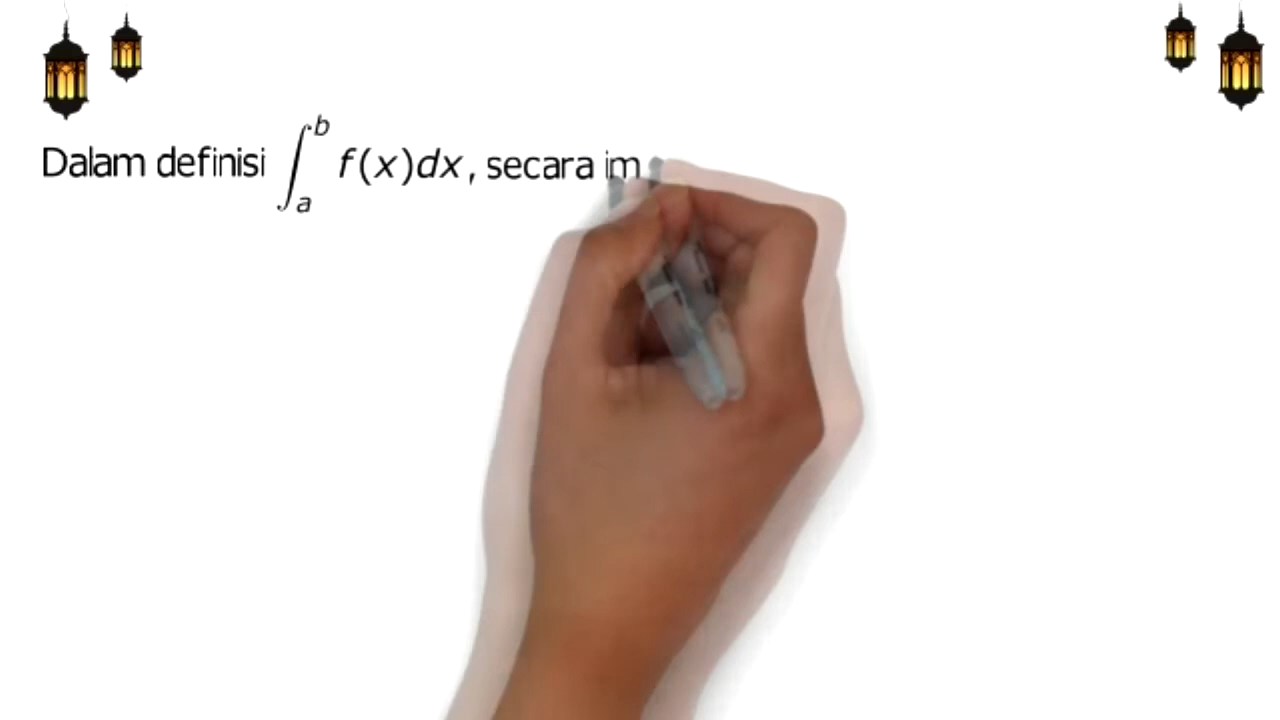 Dalam definisi ∫_a^b f(x)dx, secara im